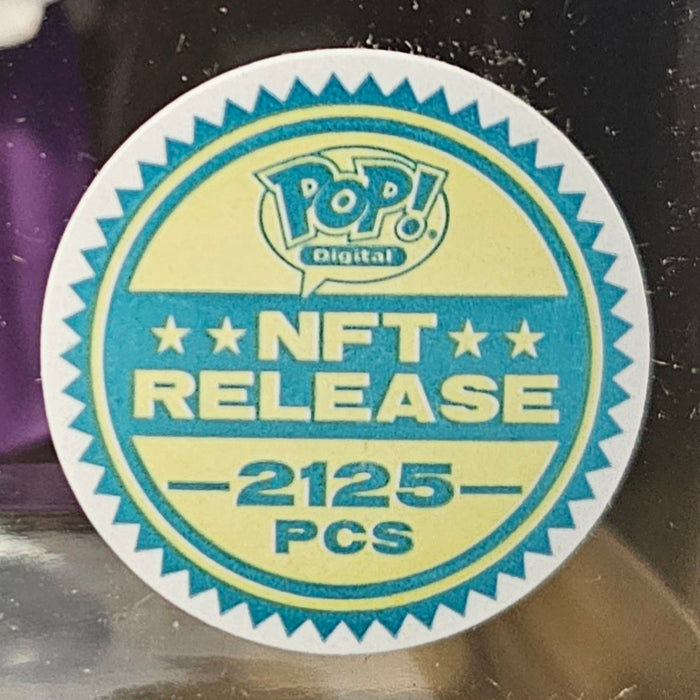 POP!
Digital
NFT
RELEASE
-2125-
PCS